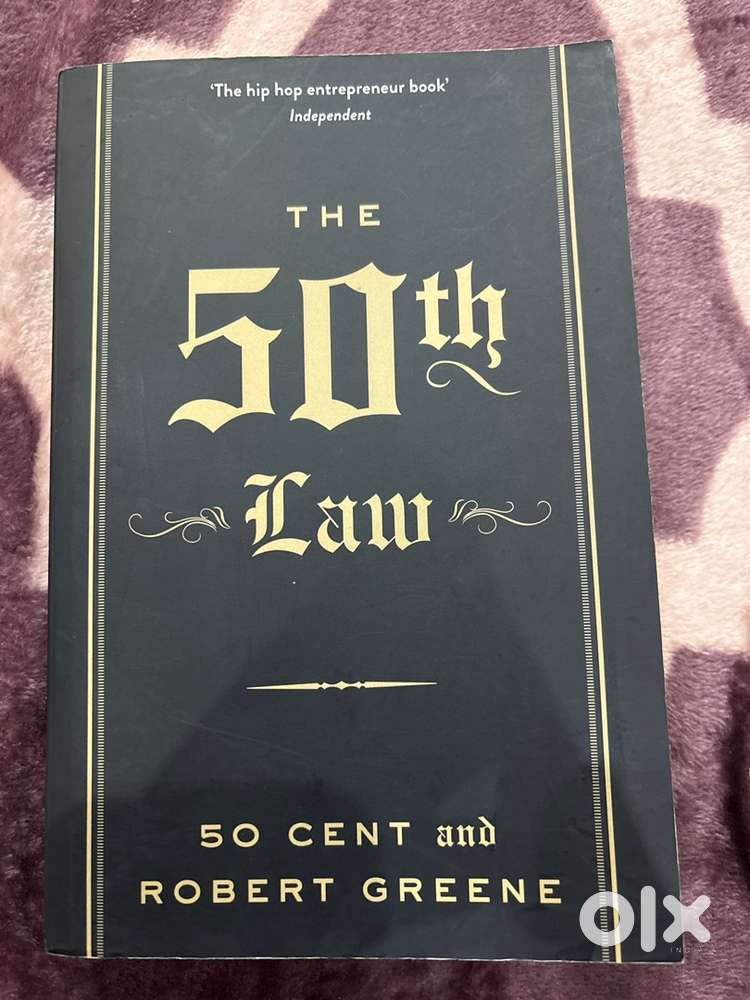 ‘The hip hop entrepreneur book’
Independent
THE
50th
Law
50 CENT and
ROBERT GREENE
olx